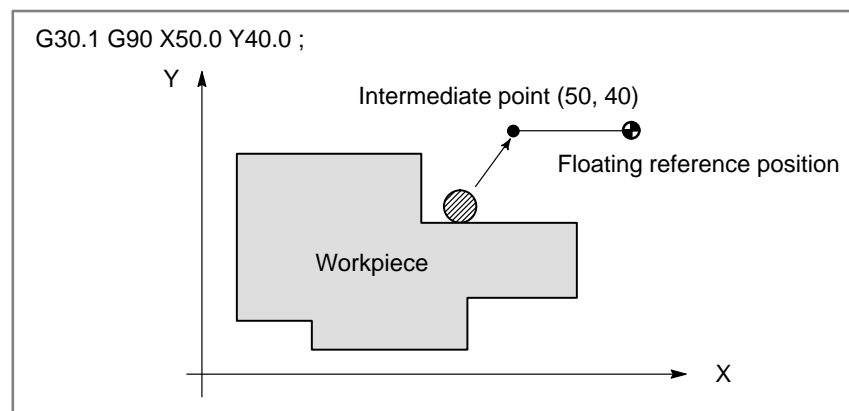 G30.1 G90 X50.0 Y40.0 ;
Y
Intermediate point (50, 40)
Floating reference position
Workpiece
X